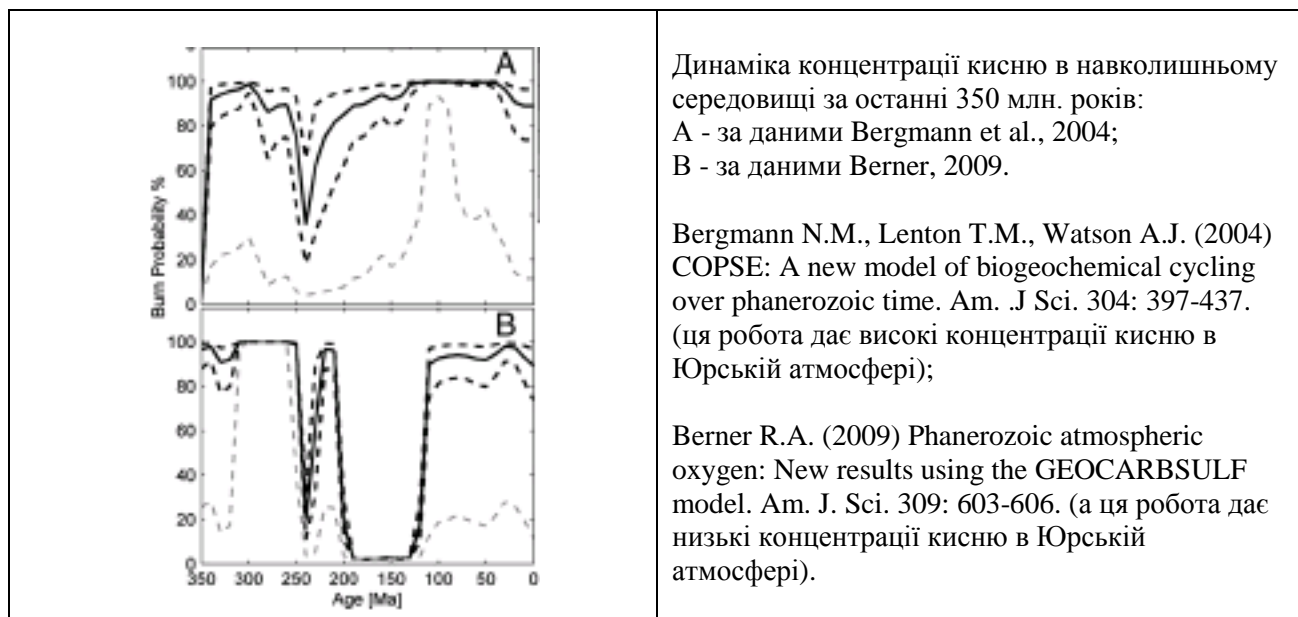 A
100
80
60
40
20
0
Burn Probability %
B
100
80
60
40
20
0
350 300 250 200 150 100 50 0
Age [Ma]
Динаміка концентрації кисню в навколишньому
середовищі за останні 350 млн. років:
А - за даними Bergmann et al., 2004;
В - за даними Berner, 2009.
Bergmann N.M., Lenton T.M., Watson A.J. (2004)
COPSE: A new model of biogeochemical cycling
over phanerozoic time. Am. .J Sci. 304: 397-437.
(ця робота дає високі концентрації кисню в
Юрській атмосфері);
Berner R.A. (2009) Phanerozoic atmospheric
oxygen: New results using the GEOCARBSULF
model. Am. J. Sci. 309: 603-606. (а ця робота дає
низькі концентрації кисню в Юрській
атмосфері).